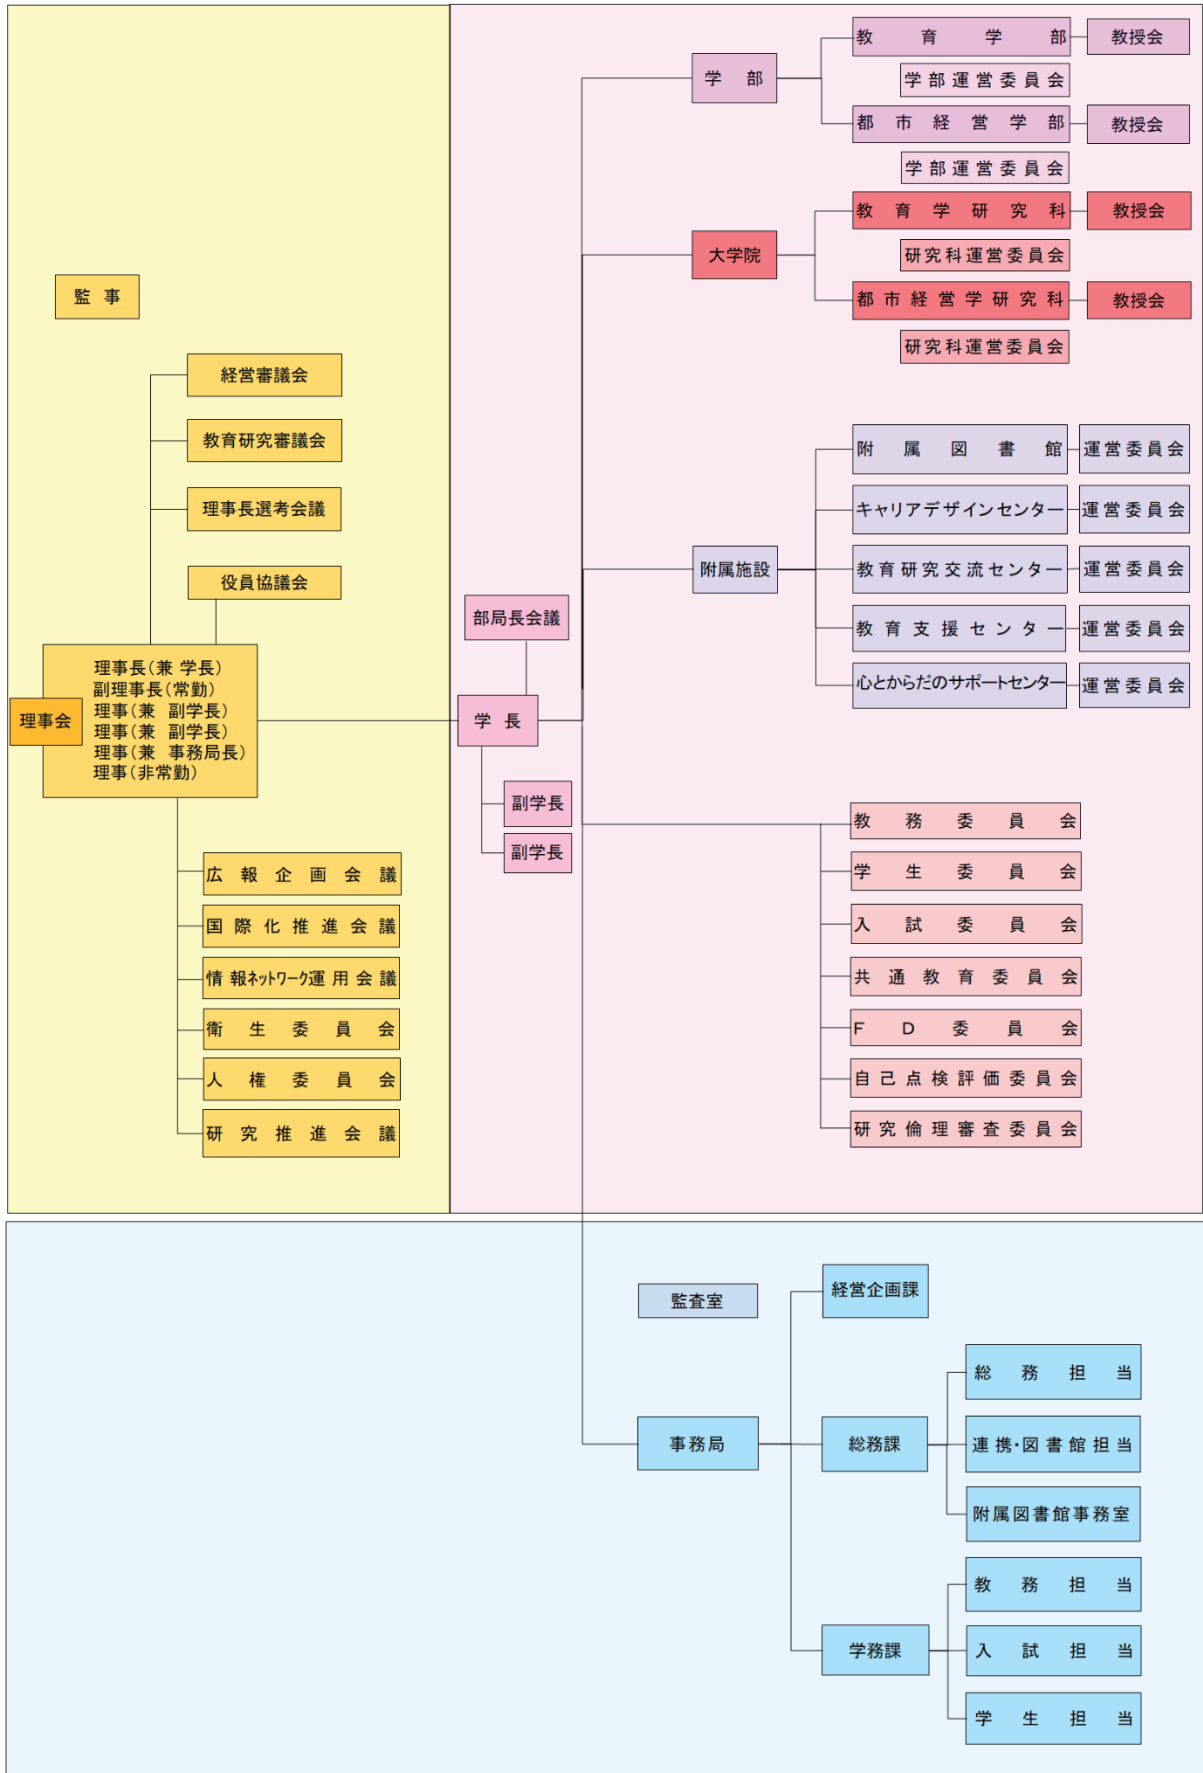 監事
経営審議会
教育研究審議会
理事長選考会議
役員協議会
理事会
理事長(兼 学長)
副理事長(常勤)
理事(兼 副学長)
理事(兼 副学長)
理事(兼 事務局長)
理事(非常勤)
広報企画会議
国際化推進会議
情報ネットワーク運用会議
衛生委員会
人権委員会
研究推進会議
部局長会議
学長
副学長
副学長
学部
教育学部
教授会
学部運営委員会
都市経営学部
教授会
学部運営委員会
大学院
教育学研究科
教授会
研究科運営委員会
都市経営学研究科
教授会
研究科運営委員会
附属施設
附属図書館
運営委員会
キャリアデザインセンター
運営委員会
教育研究交流センター
運営委員会
教育支援センター
運営委員会
心とからだのサポートセンター
運営委員会
教務委員会
学生委員会
入試委員会
共通教育委員会
FD委員会
自己点検評価委員会
研究倫理審査委員会
監査室
事務局
経営企画課
総務課
総務担当
連携・図書館担当
附属図書館事務室
学務課
教務担当
入試担当
学生担当